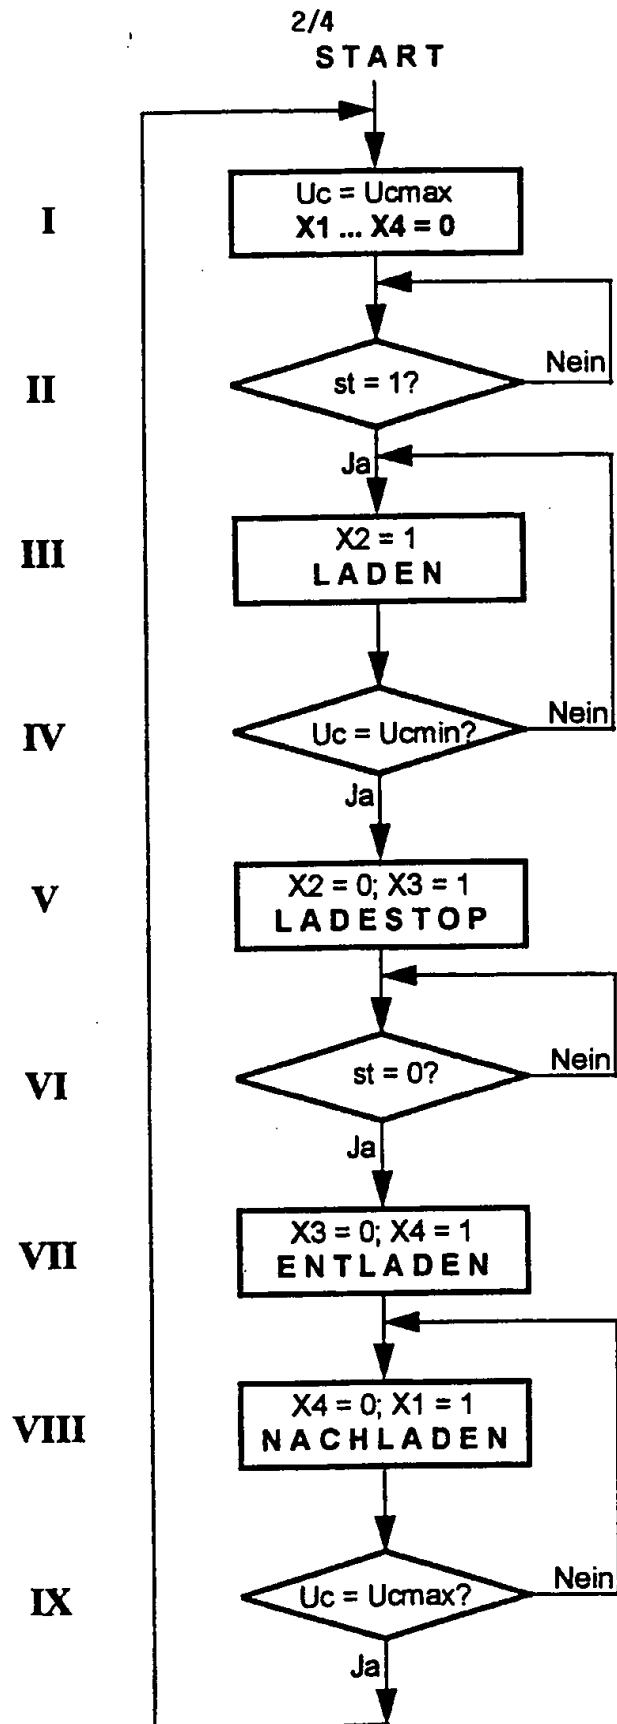 2/4
START
I
Uc = Ucmax
X1 ... X4 = 0
II
st = 1?
Nein
Ja
III
X2 = 1
LADEN
IV
Uc = Ucmin?
Nein
Ja
V
X2 = 0; X3 = 1
LADESTOP
VI
st = 0?
Nein
Ja
VII
X3 = 0; X4 = 1
ENTLADEN
VIII
X4 = 0; X1 = 1
NACHLADEN
IX
Uc = Ucmax?
Nein
Ja